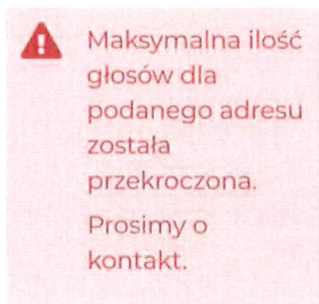 Maksymalna ilość
głosów dla
podanego adresu
została
przekroczona.
Prosimy o
kontakt.